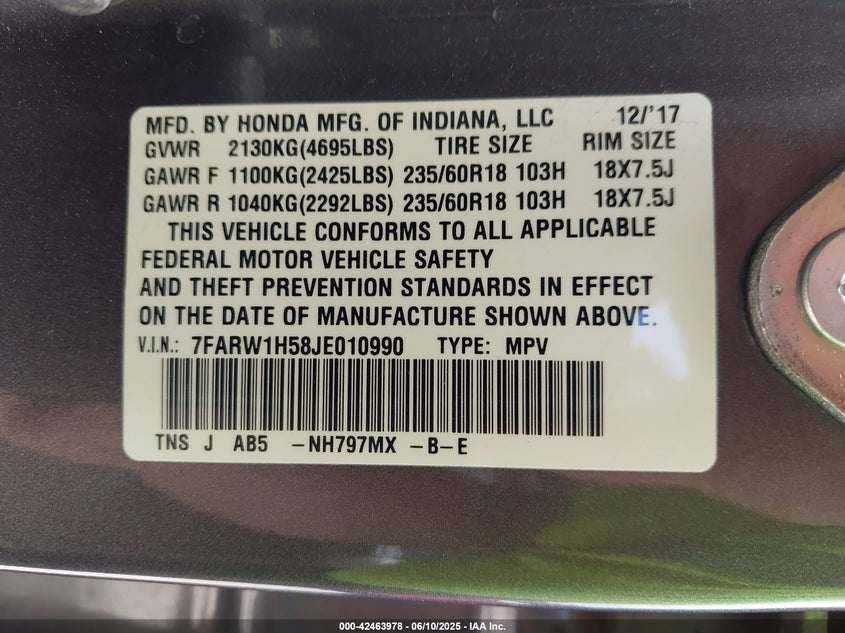 MFD. BY HONDA MFG. OF INDIANA, LLC 12/'17
GVWR 2130KG(4695LBS) TIRE SIZE RIM SIZE
GAWR F 1100KG(2425LBS) 235/60R18 103H 18X7.5J
GAWR R 1040KG(2292LBS) 235/60R18 103H 18X7.5J
THIS VEHICLE CONFORMS TO ALL APPLICABLE
FEDERAL MOTOR VEHICLE SAFETY
AND THEFT PREVENTION STANDARDS IN EFFECT
ON THE DATE OF MANUFACTURE SHOWN ABOVE.
V.I.N.: 7FARW1H58JE010990 TYPE: MPV
TNS J AB5 -NH797MX -B-E
000-42463978 - 06/10/2025 - IAA Inc.